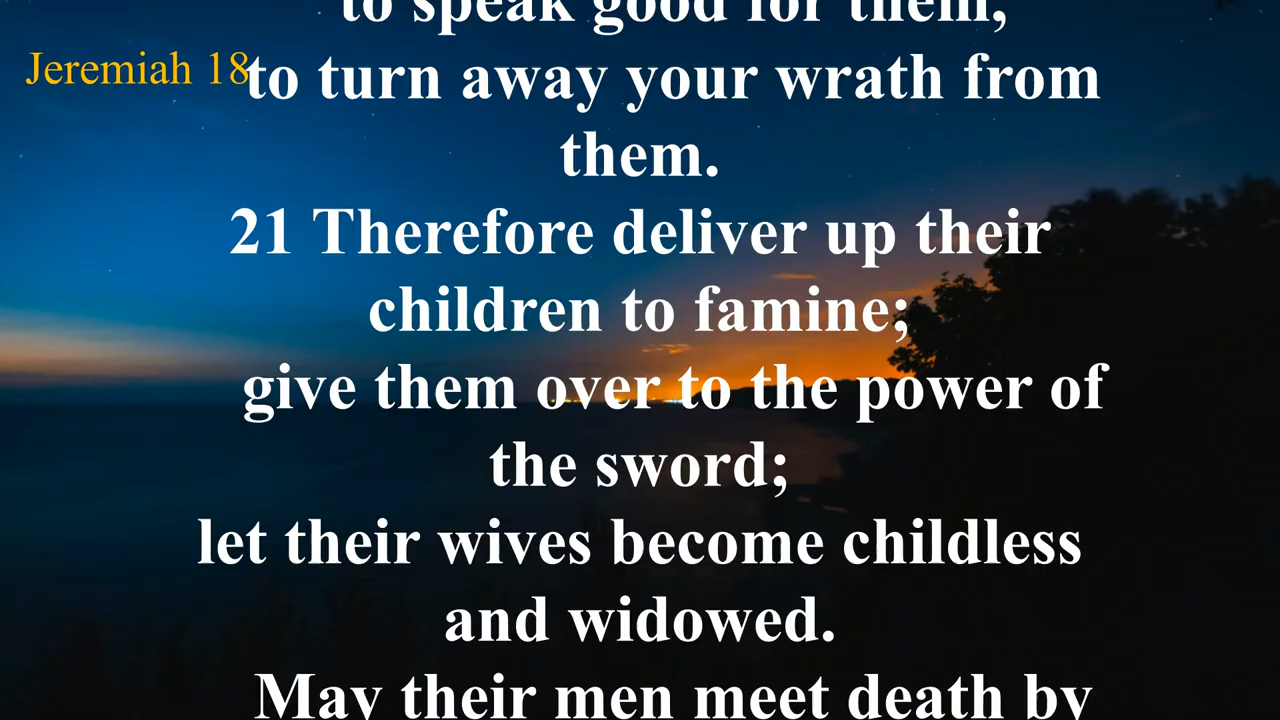 to speak good for them,
Jeremiah 18
to turn away your wrath from
them.
21 Therefore deliver up their
children to famine;
give them over to the power of
the sword;
let their wives become childless
and widowed.
May their men meet death by